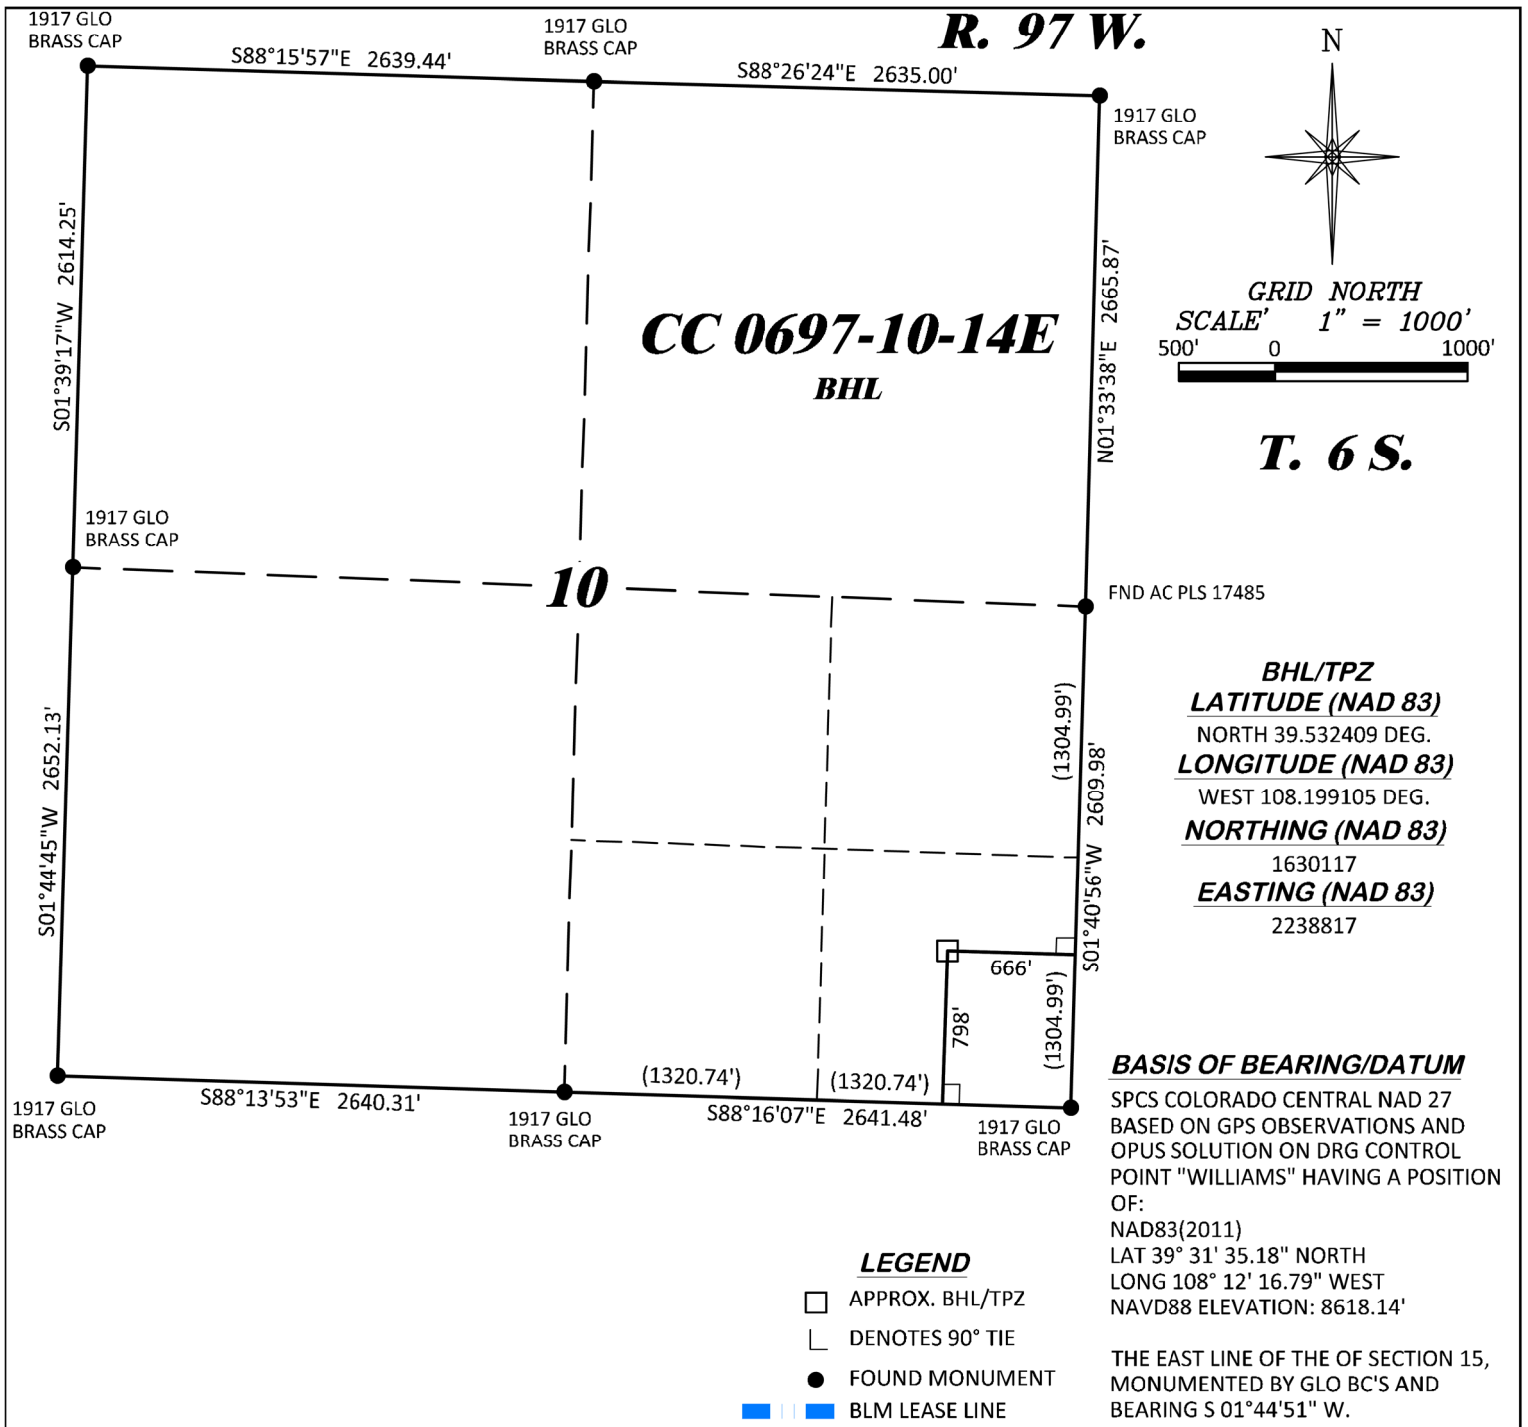 1917 GLO
BRASS CAP
S88°15'57"E 2639.44'
1917 GLO
BRASS CAP
S88°26'24"E 2635.00'
R. 97 W.
1917 GLO
BRASS CAP
N
S01°39'17"W 2614.25'
N01°33'38"E 2665.87'
CC 0697-10-14E
BHL
GRID NORTH
SCALE' 1" = 1000'
500' 0 1000'
T. 6 S.
1917 GLO
BRASS CAP
10
FND AC PLS 17485
S01°44'45"W 2652.13'
(1304.99')
S01°40'56"W 2609.98'
(1304.99')
666'
798'
BHL/TPZ
LATITUDE (NAD 83)
NORTH 39.532409 DEG.
LONGITUDE (NAD 83)
WEST 108.199105 DEG.
NORTHING (NAD 83)
1630117
EASTING (NAD 83)
2238817
(1320.74')
(1320.74')
1917 GLO
BRASS CAP
S88°13'53"E 2640.31'
1917 GLO
BRASS CAP
S88°16'07"E 2641.48'
1917 GLO
BRASS CAP
BASIS OF BEARING/DATUM
SPCS COLORADO CENTRAL NAD 27
BASED ON GPS OBSERVATIONS AND
OPUS SOLUTION ON DRG CONTROL
POINT "WILLIAMS" HAVING A POSITION
OF:
NAD83(2011)
LAT 39° 31' 35.18" NORTH
LONG 108° 12' 16.79" WEST
NAVD88 ELEVATION: 8618.14'
THE EAST LINE OF THE OF SECTION 15,
MONUMENTED BY GLO BC'S AND
BEARING S 01°44'51" W.
LEGEND
APPROX. BHL/TPZ
DENOTES 90° TIE
FOUND MONUMENT
BLM LEASE LINE